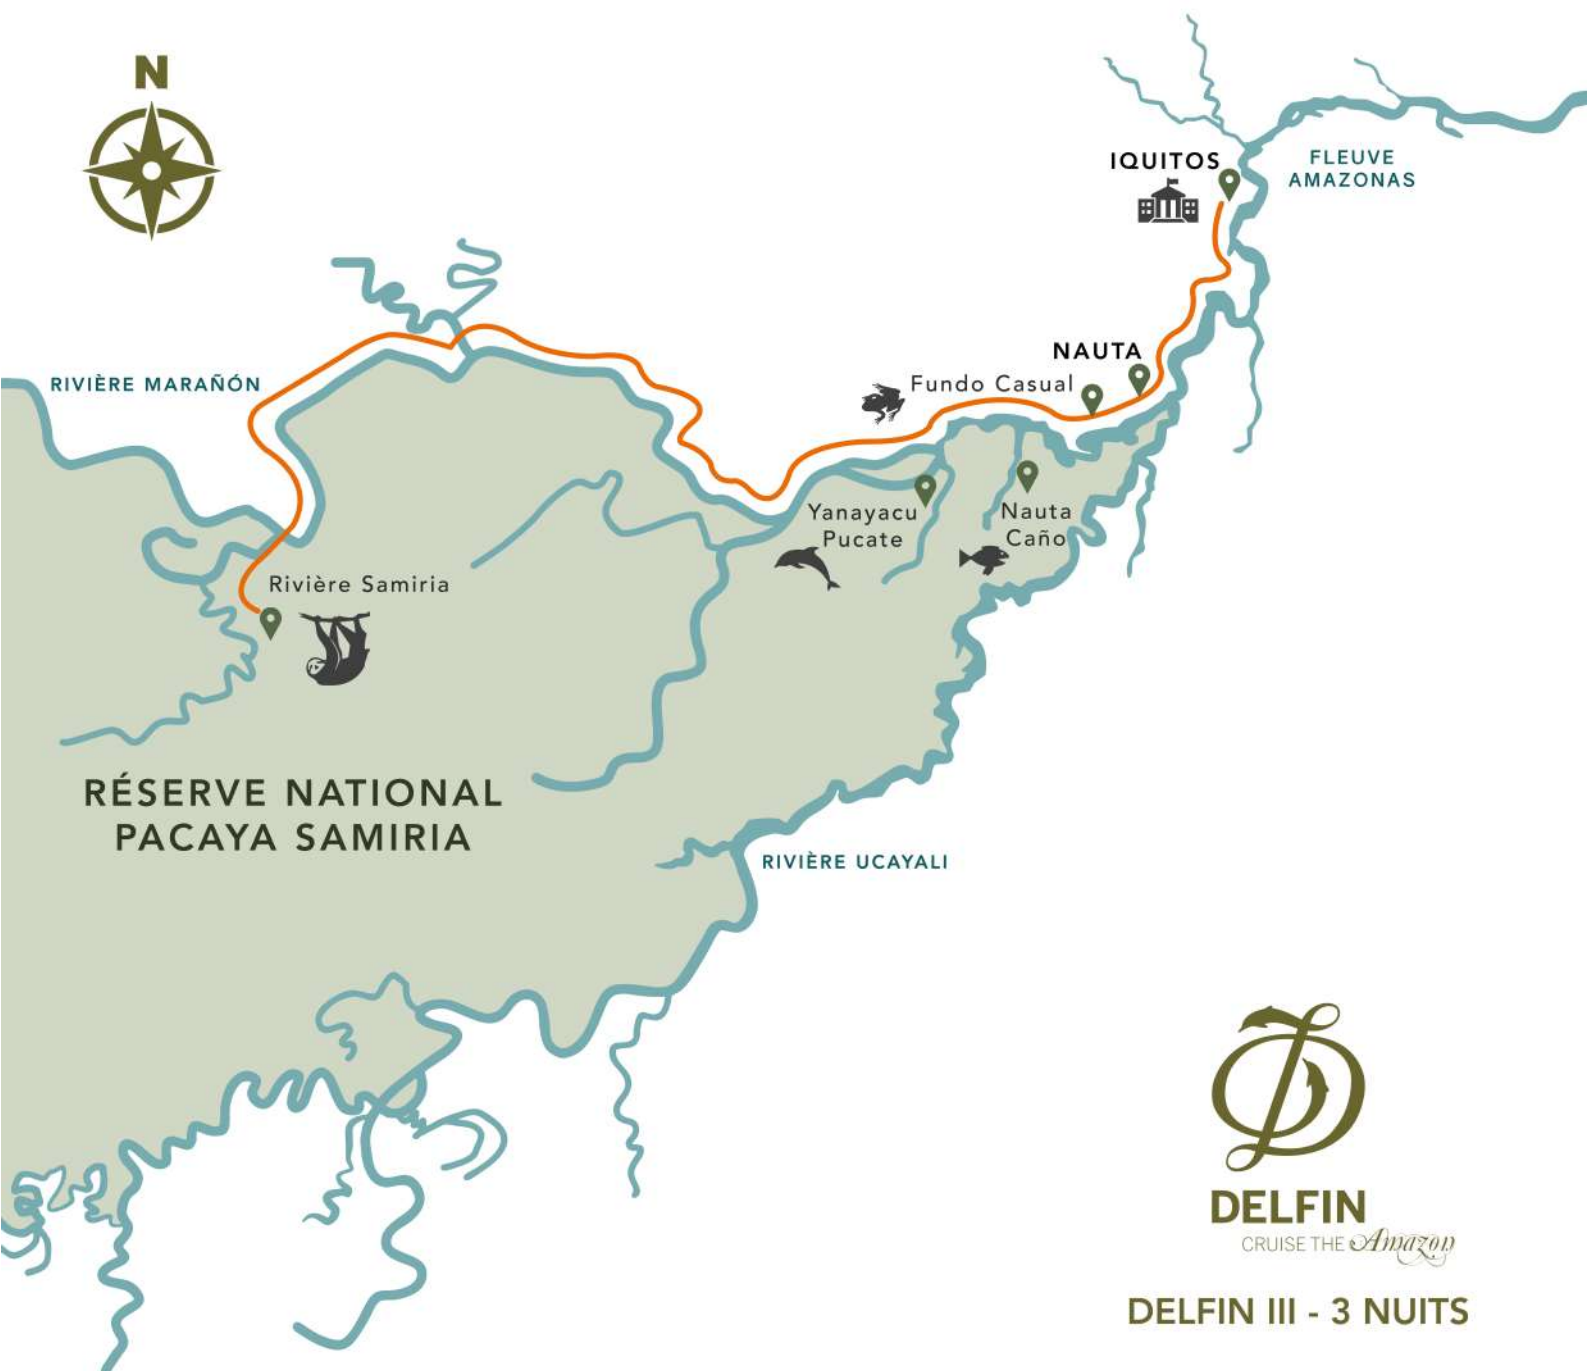 N
IQUITOS
FLEUVE
AMAZONAS
NAUTA
Fundo Casual
RIVIÈRE MARAÑÓN
Yanayacu
Pucate
Nauta
Caño
Rivière Samiria
RÉSERVE NATIONAL
PACAYA SAMIRIA
RIVIÈRE UCAYALI
DELFIN
CRUISE THE Amazon
DELFIN III - 3 NUITS